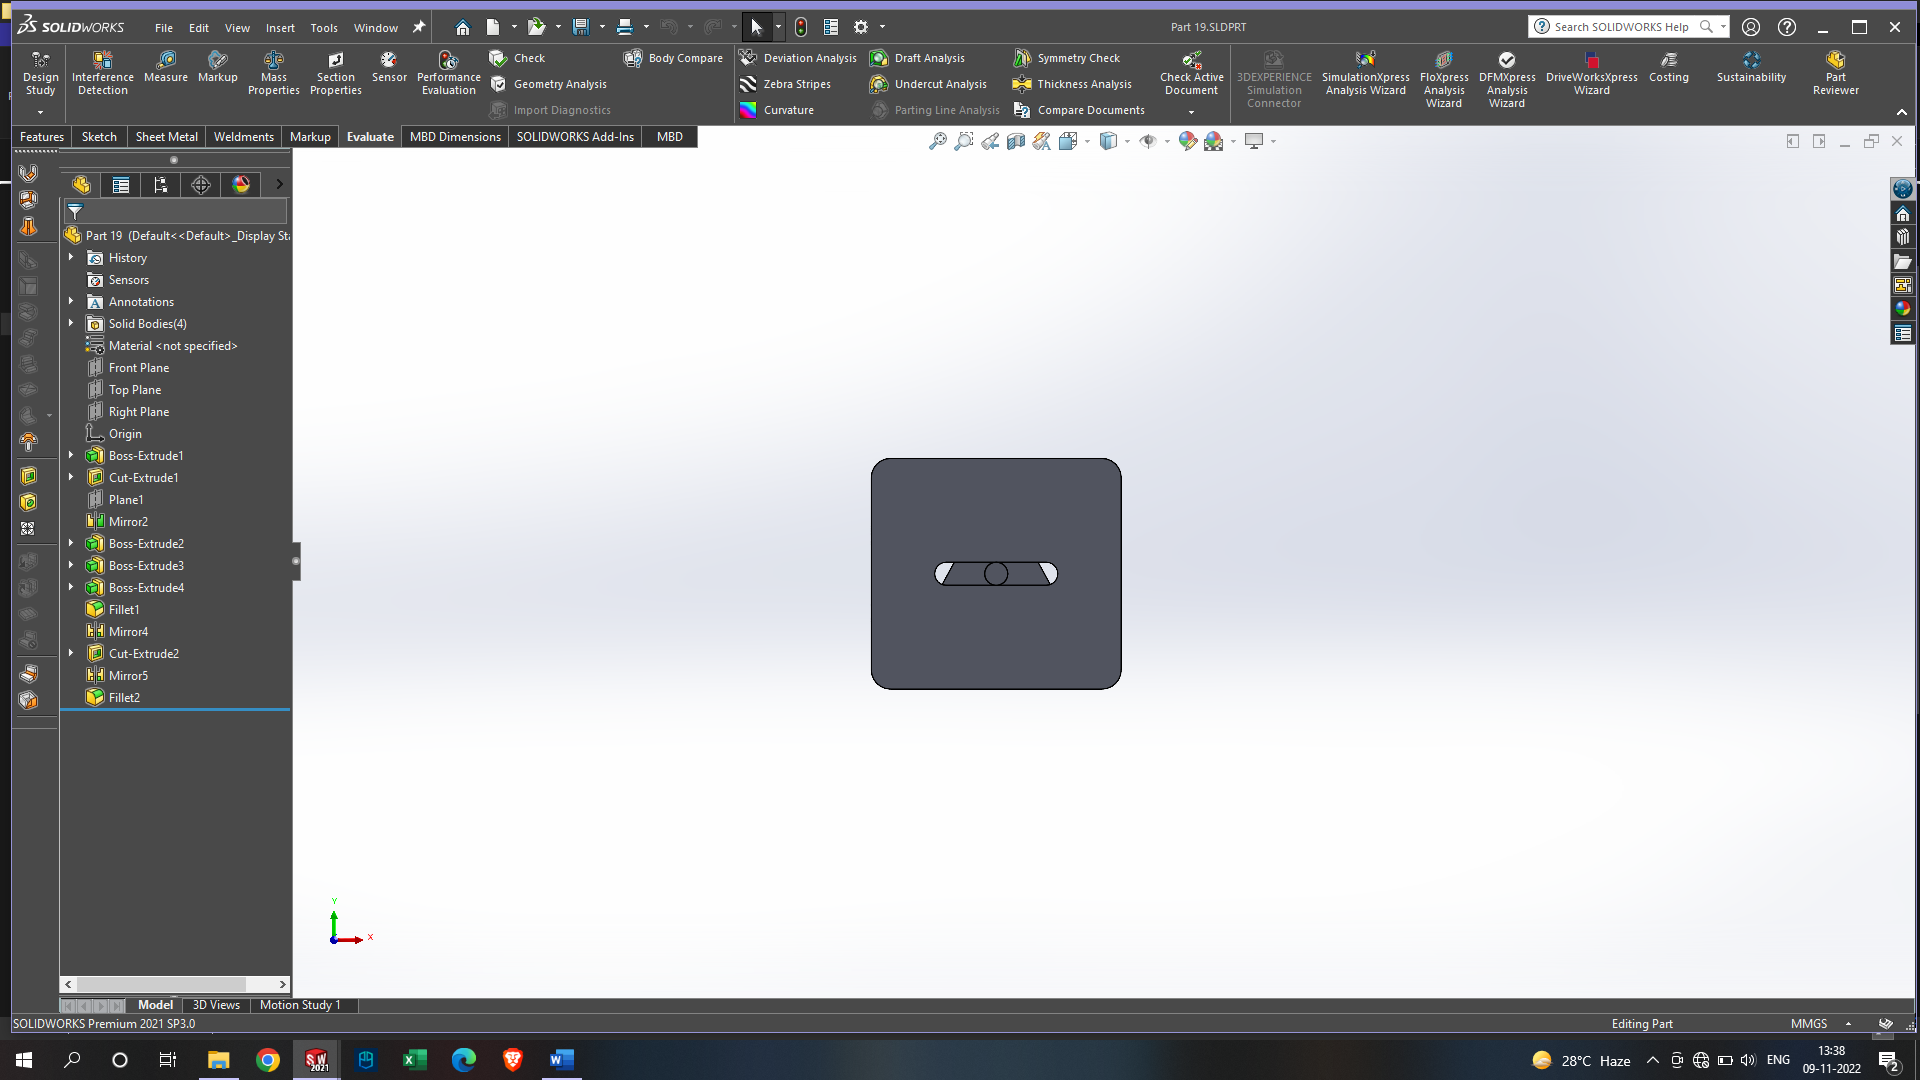 SOLIDWORKS File Edit View Insert Tools Window Part 19.SLDPRT Search SOLIDWORKS Help
Design Study
Interference Detection
Measure
Markup
Mass Properties
Section Properties
Sensor
Performance Evaluation
Check
Geometry Analysis
Import Diagnostics
Body Compare
Deviation Analysis
Zebra Stripes
Curvature
Draft Analysis
Undercut Analysis
Parting Line Analysis
Symmetry Check
Thickness Analysis
Compare Documents
Check Active Document
3DEXPERIENCE Simulation Connector
SimulationXpress Analysis Wizard
FloXpress Analysis Wizard
DFMXpress Analysis Wizard
DriveWorksXpress Wizard
Costing
Sustainability
Part Reviewer
Features Sketch Sheet Metal Weldments Markup Evaluate MBD Dimensions SOLIDWORKS Add-Ins MBD
Part 19 (Default<<Default>_Display Sta
History
Sensors
Annotations
Solid Bodies(4)
Material <not specified>
Front Plane
Top Plane
Right Plane
Origin
Boss-Extrude1
Cut-Extrude1
Plane1
Mirror2
Boss-Extrude2
Boss-Extrude3
Boss-Extrude4
Fillet1
Mirror4
Cut-Extrude2
Mirror5
Fillet2
Y
X
Model 3D Views Motion Study 1
SOLIDWORKS Premium 2021 SP3.0 Editing Part MMGS
28°C Haze ENG 13:38
09-11-2022
2